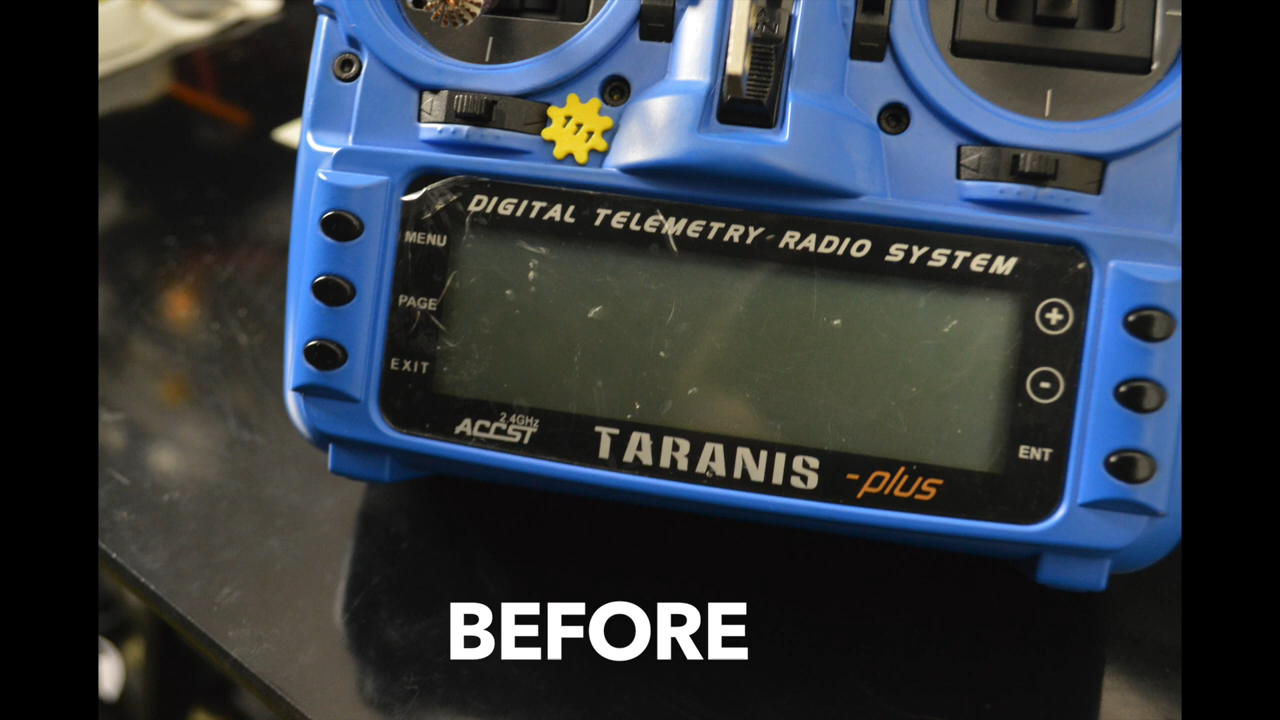 DIGITAL TELEMETRY RADIO SYSTEM
MENU
PAGE
EXIT
ENT
2.4GHz
ACCST
TARANIS -plus
BEFORE